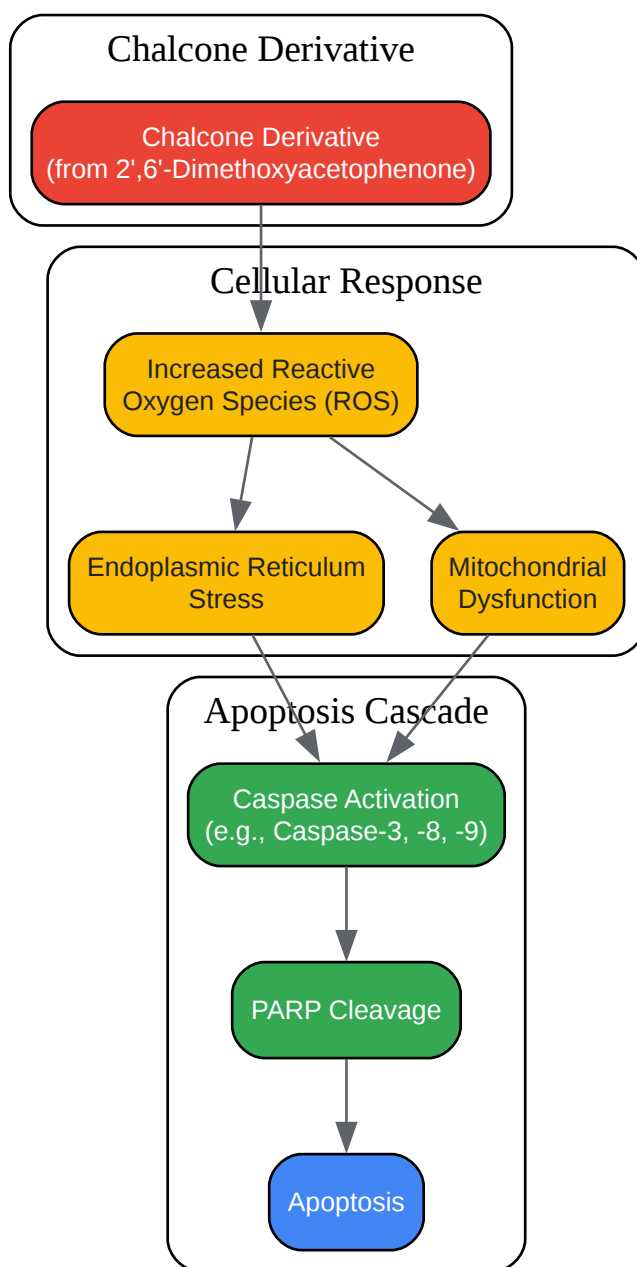 Chalcone Derivative
Chalcone Derivative
(from 2',6'-Dimethoxyacetophenone)
Cellular Response
Increased Reactive
Oxygen Species (ROS)
Endoplasmic Reticulum
Stress
Mitochondrial
Dysfunction
Apoptosis Cascade
Caspase Activation
(e.g., Caspase-3, -8, -9)
PARP Cleavage
Apoptosis